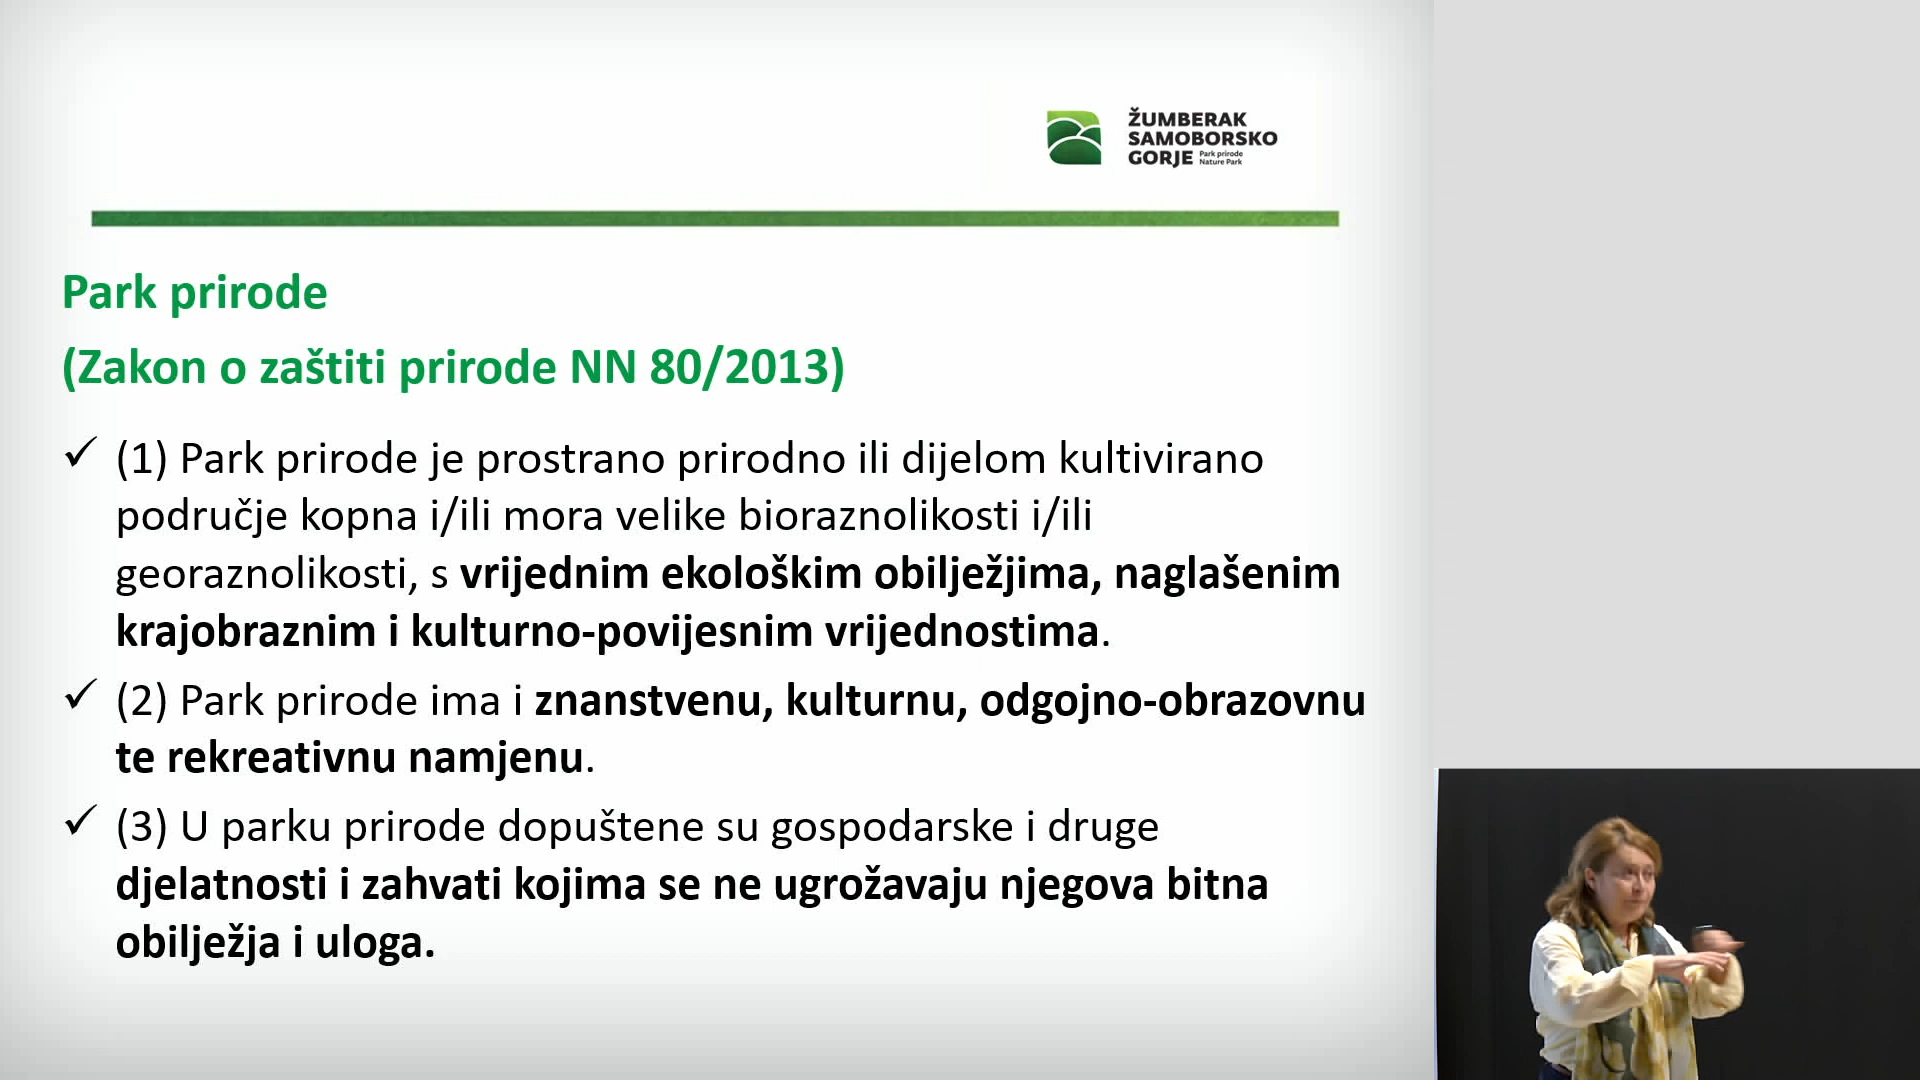 ŽUMBERAK
SAMOBORSKO
GORJE Park prirode
Nature Park
Park prirode
(Zakon o zaštiti prirode NN 80/2013)
✓ (1) Park prirode je prostrano prirodno ili dijelom kultivirano
područje kopna i/ili mora velike bioraznolikosti i/ili
georaznolikosti, s vrijednim ekološkim obilježjima, naglašenim
krajobraznim i kulturno-povijesnim vrijednostima.
✓ (2) Park prirode ima i znanstvenu, kulturnu, odgojno-obrazovnu
te rekreativnu namjenu.
✓ (3) U parku prirode dopuštene su gospodarske i druge
djelatnosti i zahvati kojima se ne ugrožavaju njegova bitna
obilježja i uloga.